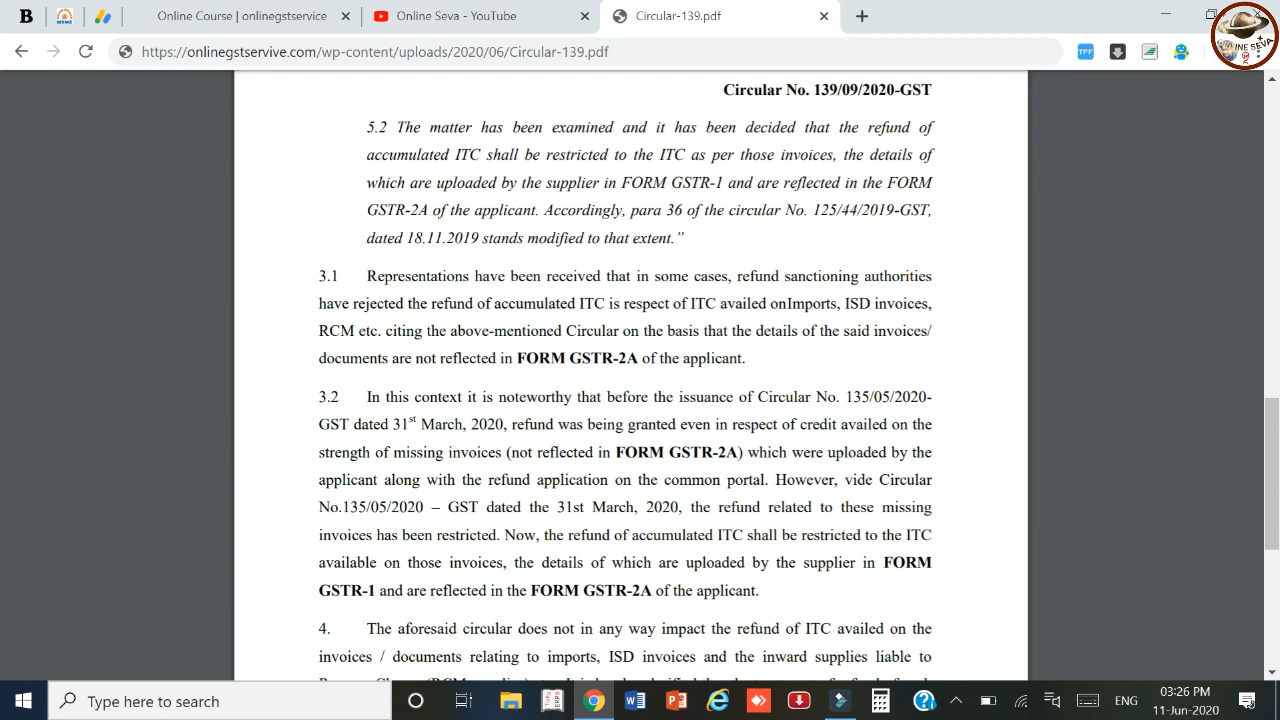 Online Course | onlinegstservice
Online Seva - YouTube
Circular-139.pdf
https://onlinegstservive.com/wp-content/uploads/2020/06/Circular-139.pdf
TFF
Circular No. 139/09/2020-GST
5.2 The matter has been examined and it has been decided that the refund of
accumulated ITC shall be restricted to the ITC as per those invoices, the details of
which are uploaded by the supplier in FORM GSTR-1 and are reflected in the FORM
GSTR-2A of the applicant. Accordingly, para 36 of the circular No. 125/44/2019-GST,
dated 18.11.2019 stands modified to that extent.”
3.1 Representations have been received that in some cases, refund sanctioning authorities
have rejected the refund of accumulated ITC is respect of ITC availed onImports, ISD invoices,
RCM etc. citing the above-mentioned Circular on the basis that the details of the said invoices/
documents are not reflected in FORM GSTR-2A of the applicant.
3.2 In this context it is noteworthy that before the issuance of Circular No. 135/05/2020-
GST dated 31st March, 2020, refund was being granted even in respect of credit availed on the
strength of missing invoices (not reflected in FORM GSTR-2A) which were uploaded by the
applicant along with the refund application on the common portal. However, vide Circular
No.135/05/2020 – GST dated the 31st March, 2020, the refund related to these missing
invoices has been restricted. Now, the refund of accumulated ITC shall be restricted to the ITC
available on those invoices, the details of which are uploaded by the supplier in FORM
GSTR-1 and are reflected in the FORM GSTR-2A of the applicant.
4. The aforesaid circular does not in any way impact the refund of ITC availed on the
invoices / documents relating to imports, ISD invoices and the inward supplies liable to
Type here to search
ENG
03:26 PM
11-Jun-2020